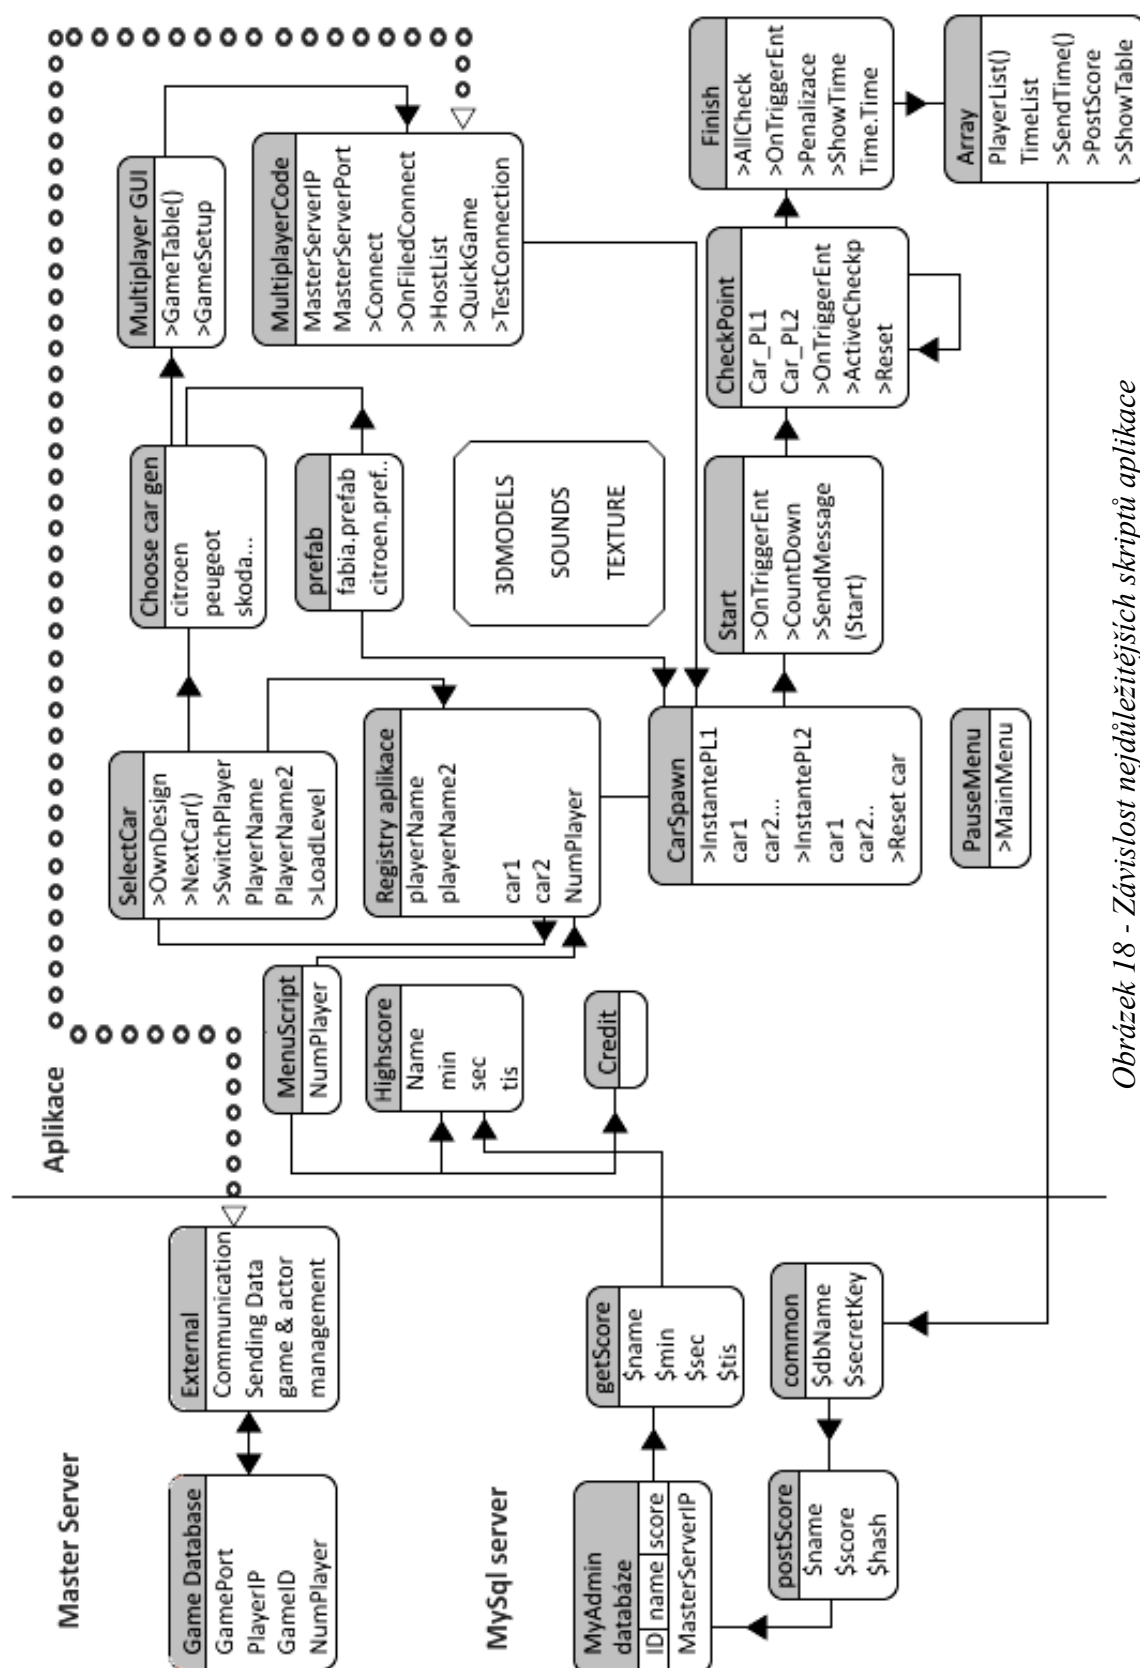 Master Server
Aplikace
Game Database
GamePort
PlayerIP
GameID
NumPlayer
External
Communication
Sending Data
game & actor
management
MySql server
MyAdmin
databáze
ID name score
MasterServerIP
getScore
$name
$min
$sec
$tis
postScore
$name
$score
$hash
common
$dbName
$secretKey
MenuScript
NumPlayer
Highscore
Name
min
sec
tis
Credit
SelectCar
>OwnDesign
>NextCar()
>SwitchPlayer
PlayerName
PlayerName2
>LoadLevel
Registry aplikace
playerName
playerName2
car1
car2
NumPlayer
CarSpawn
>InstantePL1
car1
car2...
>InstantePL2
car1
car2...
>Reset car
PauseMenu
>MainMenu
Choose car gen
citroen
peugeot
skoda...
prefab
fabia.prefab
citroen.pref..
3DMODELS
SOUNDS
TEXTURE
Start
>OnTriggerEnt
>CountDown
>SendMessage
(Start)
Multiplayer GUI
>GameTable()
>GameSetup
MultiplayerCode
MasterServerIP
MasterServerPort
>Connect
>OnFiledConnect
>HostList
>QuickGame
>TestConnection
CheckPoint
Car_PL1
Car_PL2
>OnTriggerEnt
>ActiveCheckp
>Reset
Finish
>AllCheck
>OnTriggerEnt
>Penalizace
>ShowTime
Time.Time
Array
PlayerList()
TimeList
>SendTime()
>PostScore
>ShowTable
Obrázek 18 - Závislost nejdůležitějších skriptů aplikace